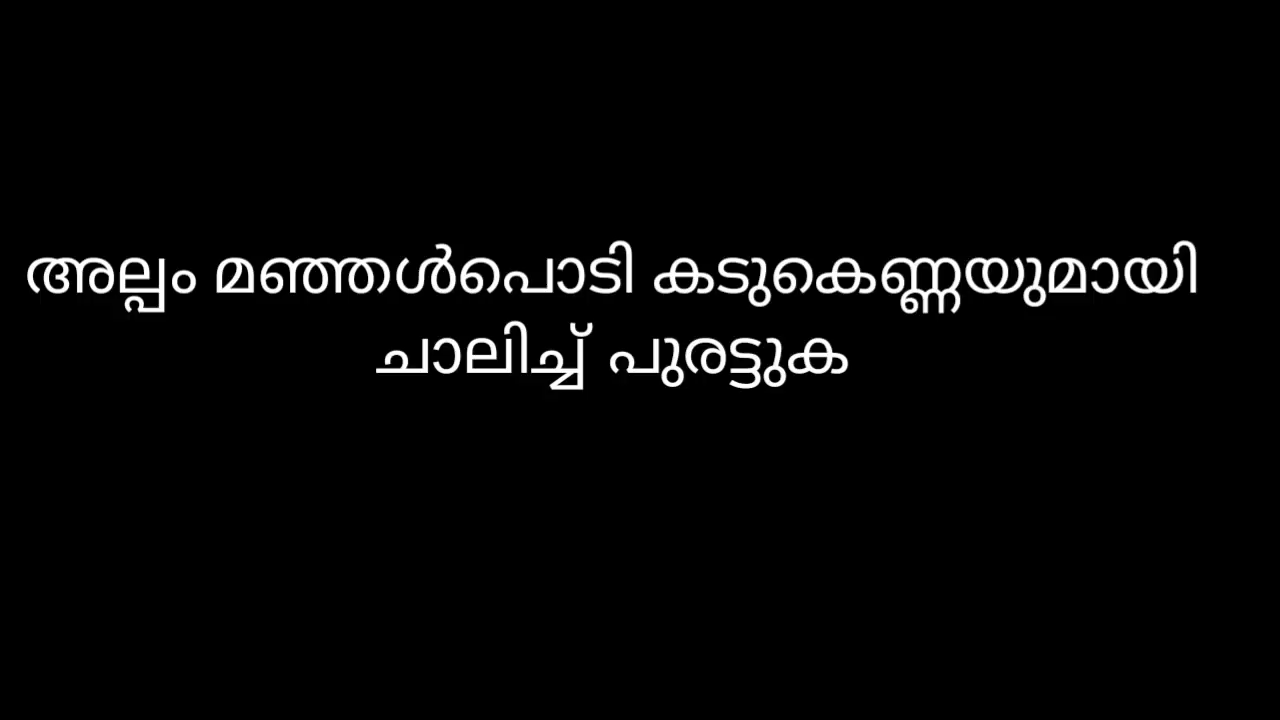 അല്പം മഞ്ഞൾപൊടി കടുകെണ്ണയുമായി
ചാലിച്ച് പുരട്ടുക